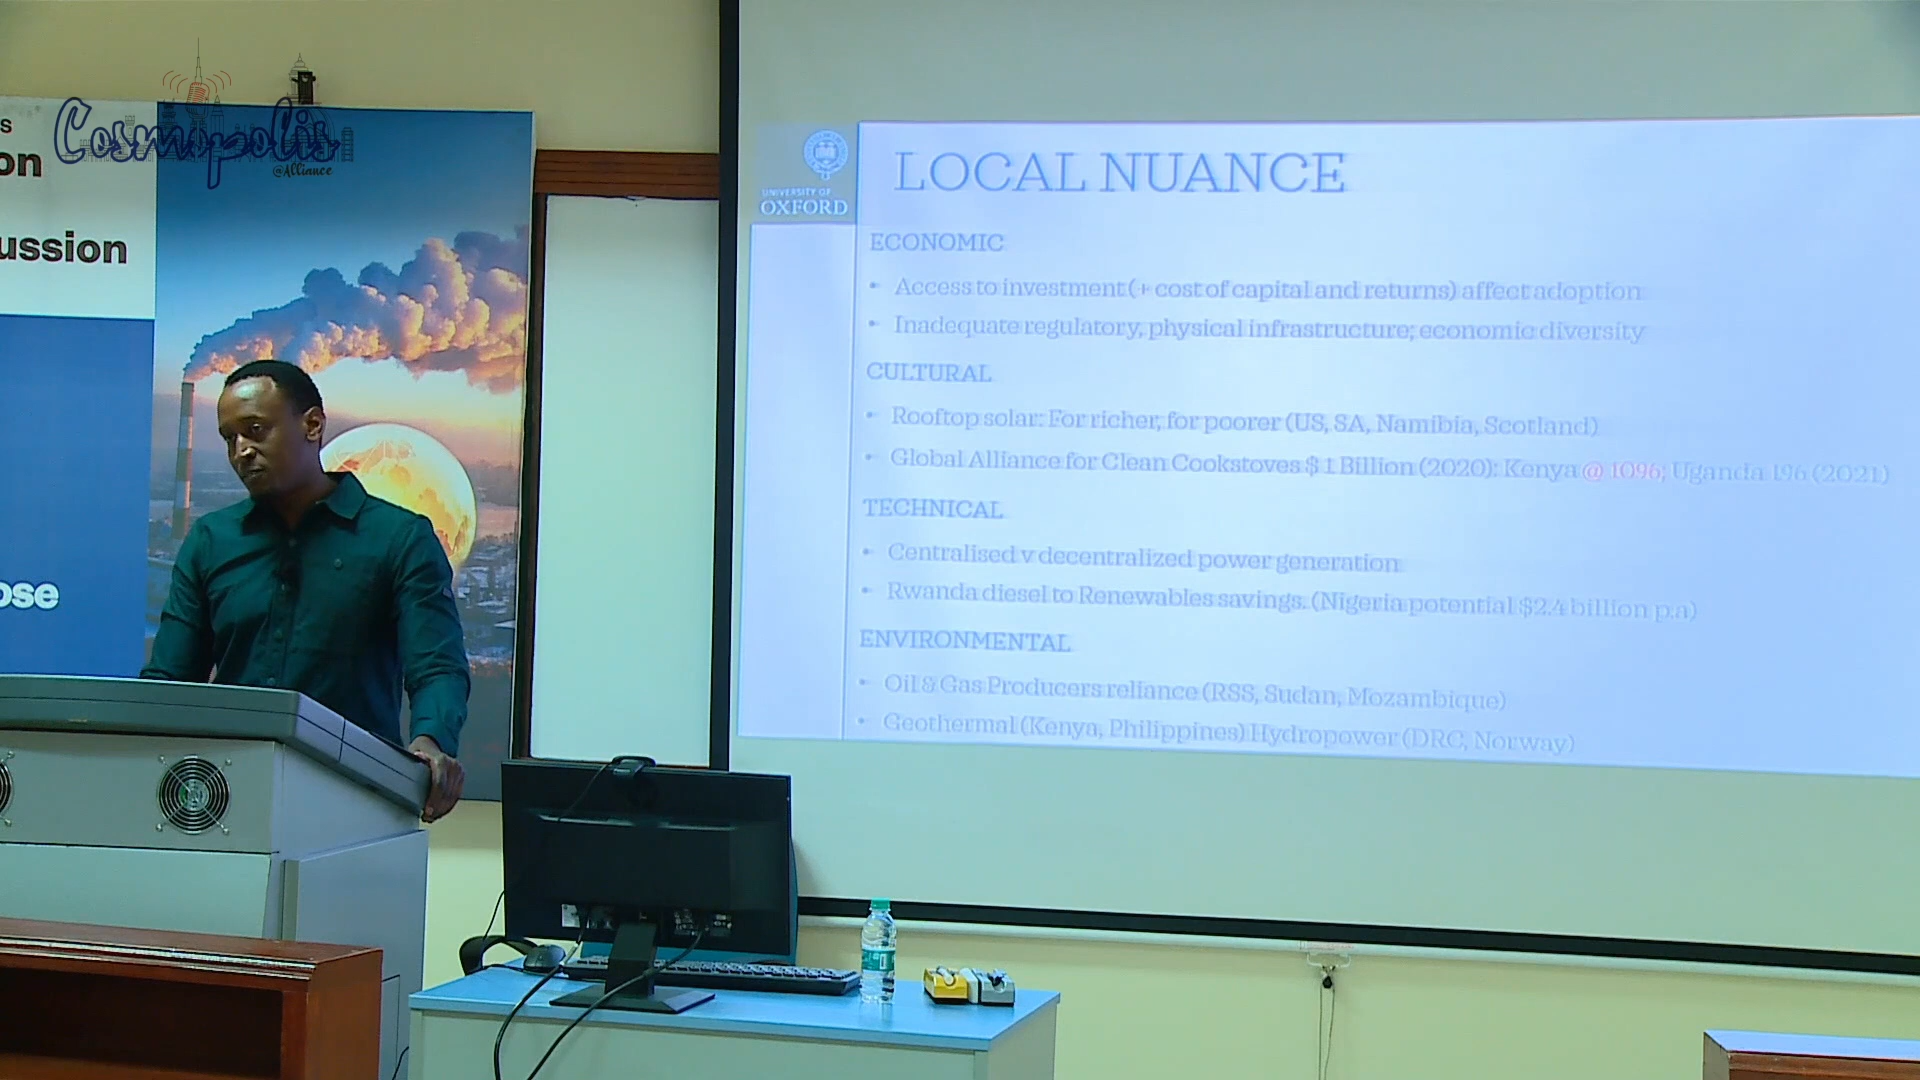 Cosmopolis
@Alliance
s
on
ussion
ose
UNIVERSITY OF
OXFORD
LOCAL NUANCE
ECONOMIC
• Access to investment (+ cost of capital and returns) affect adoption
• Inadequate regulatory, physical infrastructure; economic diversity
CULTURAL
• Rooftop solar: For richer, for poorer (US, SA, Namibia, Scotland)
• Global Alliance for Clean Cookstoves $ 1 Billion (2020): Kenya @ 10%; Uganda 1% (2021)
TECHNICAL
• Centralised v decentralized power generation
• Rwanda diesel to Renewables savings. (Nigeria potential $2.4 billion p.a)
ENVIRONMENTAL
• Oil & Gas Producers reliance (RSS, Sudan, Mozambique)
• Geothermal (Kenya, Philippines) Hydropower (DRC, Norway)